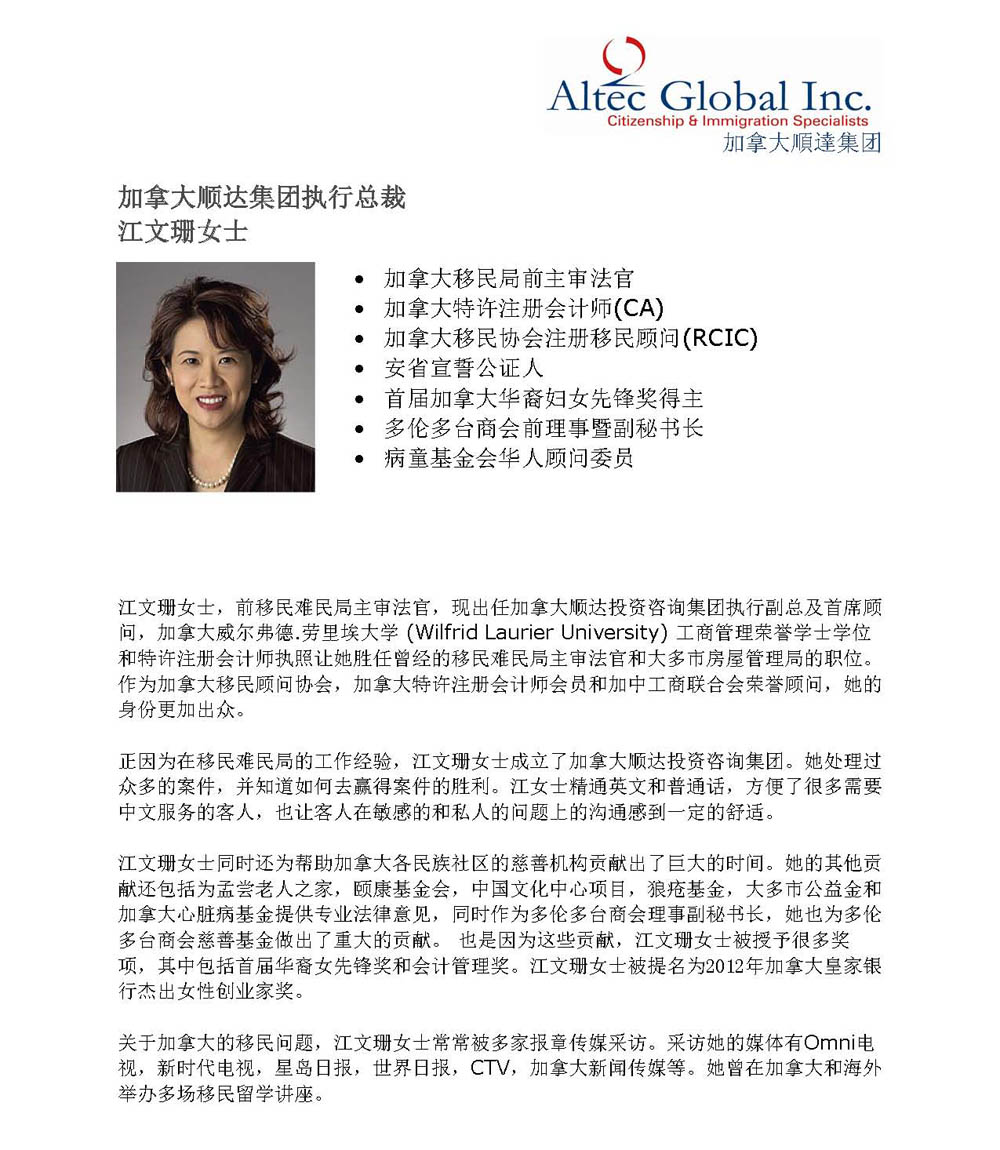 Altec Global Inc.
Citizenship & Immigration Specialists
加拿大順達集团
加拿大顺达集团执行总裁
江文珊女士
• 加拿大移民局前主审法官
• 加拿大特许注册会计师(CA)
• 加拿大移民协会注册移民顾问(RCIC)
• 安省宣誓公证人
• 首届加拿大华裔妇女先锋奖得主
• 多伦多台商会前理事暨副秘书长
• 病童基金会华人顾问委员
江文珊女士，前移民难民局主审法官，现出任加拿大顺达投资咨询集团执行副总及首席顾
问，加拿大威尔弗德.劳里埃大学 (Wilfrid Laurier University) 工商管理荣誉学士学位
和特许注册会计师执照让她胜任曾经的移民难民局主审法官和大多市房屋管理局的职位。
作为加拿大移民顾问协会，加拿大特许注册会计师会员和加中工商联合会荣誉顾问，她的
身份更加出众。
正因为在移民难民局的工作经验，江文珊女士成立了加拿大顺达投资咨询集团。她处理过
众多的案件，并知道如何去赢得案件的胜利。江女士精通英文和普通话，方便了很多需要
中文服务的客人，也让客人在敏感的和私人的问题上的沟通感到一定的舒适。
江文珊女士同时还为帮助加拿大各民族社区的慈善机构贡献出了巨大的时间。她的其他贡
献还包括为孟尝老人之家，颐康基金会，中国文化中心项目，狼疮基金，大多市公益金和
加拿大心脏病基金提供专业法律意见，同时作为多伦多台商会理事副秘书长，她也为多伦
多台商会慈善基金做出了重大的贡献。 也是因为这些贡献，江文珊女士被授予很多奖
项，其中包括首届华裔女先锋奖和会计管理奖。江文珊女士被提名为2012年加拿大皇家银
行杰出女性创业家奖。
关于加拿大的移民问题，江文珊女士常常被多家报章传媒采访。采访她的媒体有Omni电
视，新时代电视，星岛日报，世界日报，CTV，加拿大新闻传媒等。她曾在加拿大和海外
举办多场移民留学讲座。